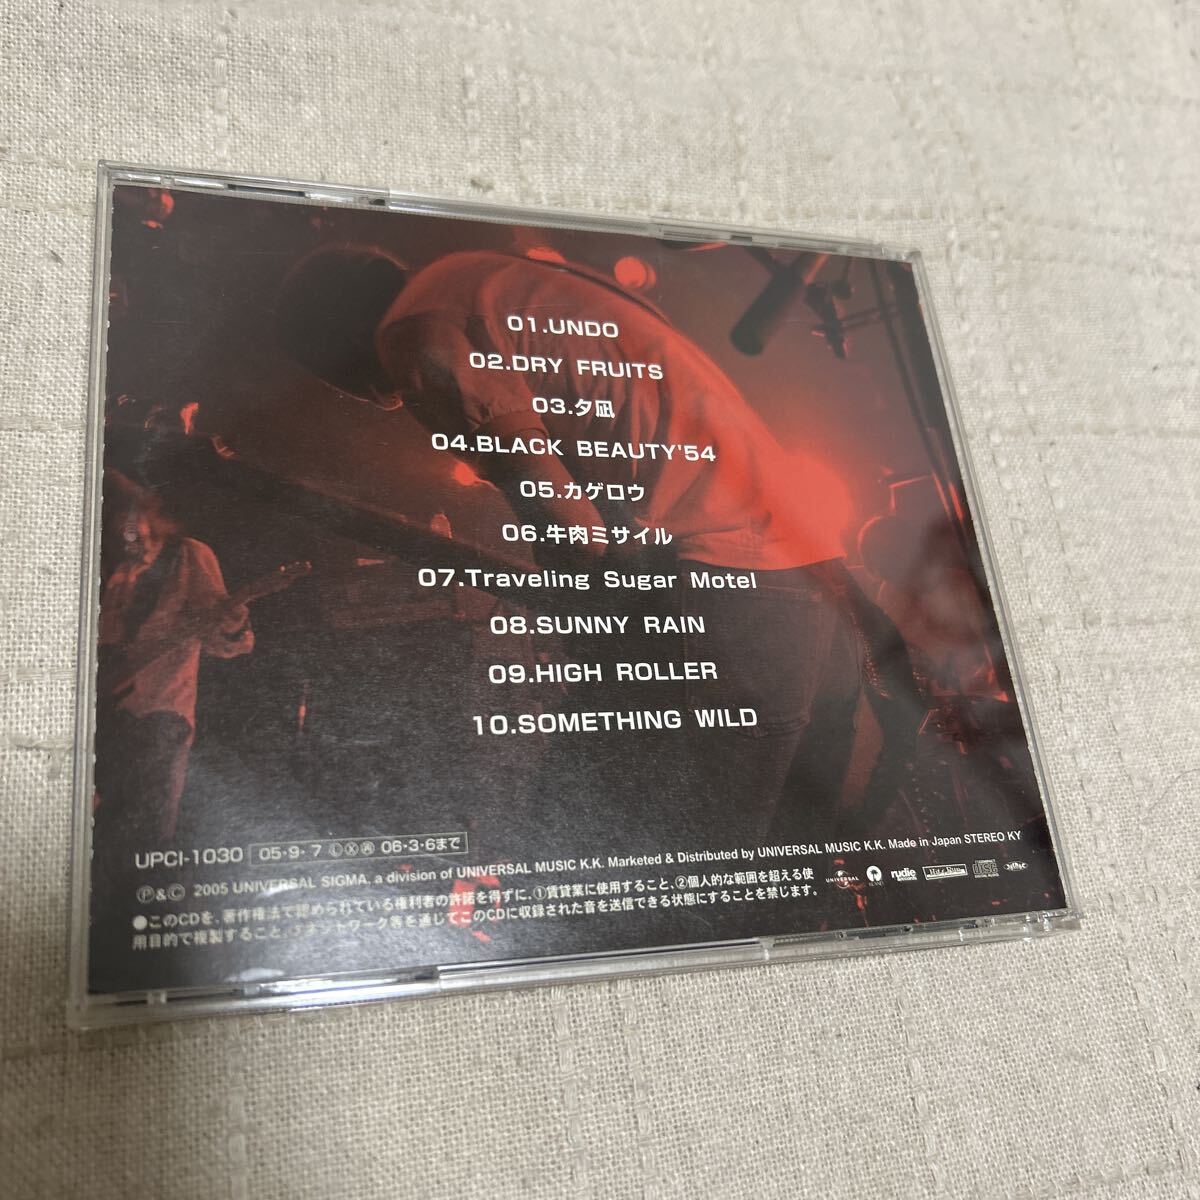 01.UNDO
02.DRY FRUITS
03.夕凪
04.BLACK BEAUTY'54
05.カゲロウ
06.牛肉ミサイル
07.Traveling Sugar Motel
08.SUNNY RAIN
09.HIGH ROLLER
10.SOMETHING WILD
UPCI-1030 05・9・7 Ⓛ Ⓧ ㊢ 06・3・6まで
Ⓟ&Ⓒ 2005 UNIVERSAL SIGMA, a division of UNIVERSAL MUSIC K.K. Marketed & Distributed by UNIVERSAL MUSIC K.K. Made in Japan STEREO KY
●このCDを、著作権法で認められている権利者の許諾を得ずに、①賃貸業に使用すること、②個人的な範囲を超える使
用目的で複製すること、③ネットワーク等を通じてこのCDに収録された音を送信できる状態にすることを禁じます。
UNIVERSAL ISLAND rudie COMPACT disc DIGITAL AUDIO